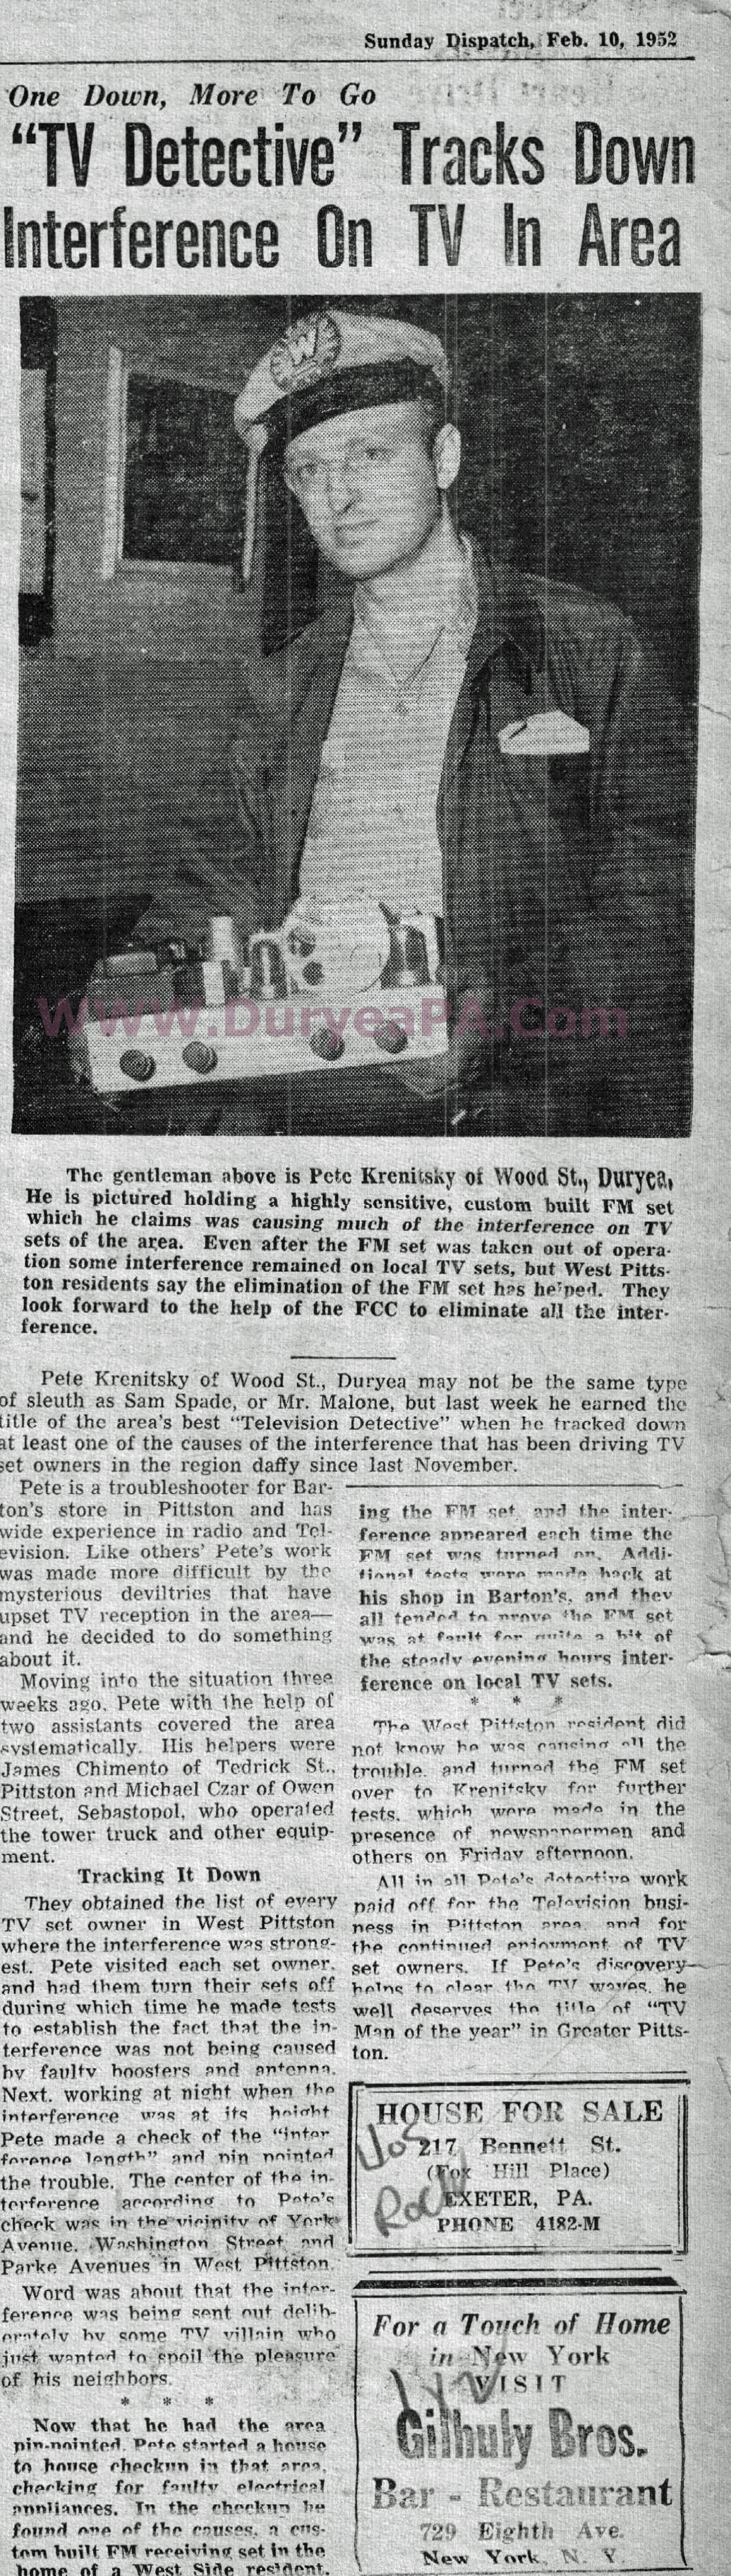 Sunday Dispatch, Feb. 10, 1952
One Down, More To Go
"TV Detective" Tracks Down
Interference On TV In Area
W
WWW.DuryeaPA.Com
The gentleman above is Pete Krenitsky of Wood St., Duryea,
He is pictured holding a highly sensitive, custom built FM set
which he claims was causing much of the interference on TV
sets of the area. Even after the FM set was taken out of opera-
tion some interference remained on local TV sets, but West Pitts-
ton residents say the elimination of the FM set has helped. They
look forward to the help of the FCC to eliminate all the inter-
ference.
Pete Krenitsky of Wood St., Duryea may not be the same type
of sleuth as Sam Spade, or Mr. Malone, but last week he earned the
title of the area's best "Television Detective" when he tracked down
at least one of the causes of the interference that has been driving TV
set owners in the region daffy since last November.
Pete is a troubleshooter for Bar-
ton's store in Pittston and has
wide experience in radio and Tel-
evision. Like others' Pete's work
was made more difficult by the
mysterious deviltries that have
upset TV reception in the area—
and he decided to do something
about it.
Moving into the situation three
weeks ago, Pete with the help of
two assistants covered the area
systematically. His helpers were
James Chimento of Tedrick St.,
Pittston and Michael Czar of Owen
Street, Sebastopol, who operated
the tower truck and other equip-
ment.
Tracking It Down
They obtained the list of every
TV set owner in West Pittston
where the interference was strong-
est. Pete visited each set owner,
and had them turn their sets off
during which time he made tests
to establish the fact that the in-
terference was not being caused
by faulty boosters and antenna.
Next, working at night when the
interference was at its height
Pete made a check of the "inter
ference length" and pin pointed
the trouble. The center of the in-
terference according to Pete's
check was in the vicinity of York
Avenue, Washington Street and
Parke Avenues in West Pittston.
Word was about that the inter-
ference was being sent out delib-
erately by some TV villain who
just wanted to spoil the pleasure
of his neighbors.
* * *
Now that he had the area
pin-pointed, Pete started a house
to house checkup in that area,
checking for faulty electrical
appliances. In the checkup he
found one of the causes, a cus-
tom built FM receiving set in the
home of a West Side resident.
ing the FM set, and the inter-
ference appeared each time the
FM set was turned on. Addi-
tional tests were made back at
his shop in Barton's, and they
all tended to prove the FM set
was at fault for quite a bit of
the steady evening hours inter-
ference on local TV sets.
* * *
The West Pittston resident did
not know he was causing all the
trouble, and turned the FM set
over to Krenitsky for further
tests, which were made in the
presence of newspapermen and
others on Friday afternoon.
All in all Pete's detective work
paid off for the Television busi-
ness in Pittston area, and for
the continued enjoyment of TV
set owners. If Pete's discovery
helps to clear the TV waves, he
well deserves the title of "TV
Man of the year" in Greater Pitts-
ton.
HOUSE FOR SALE
217 Bennett St.
(Fox Hill Place)
EXETER, PA.
PHONE 4182-M
For a Touch of Home
in New York
VISIT
Gilhuly Bros.
Bar - Restaurant
729 Eighth Ave.
New York, N. Y.